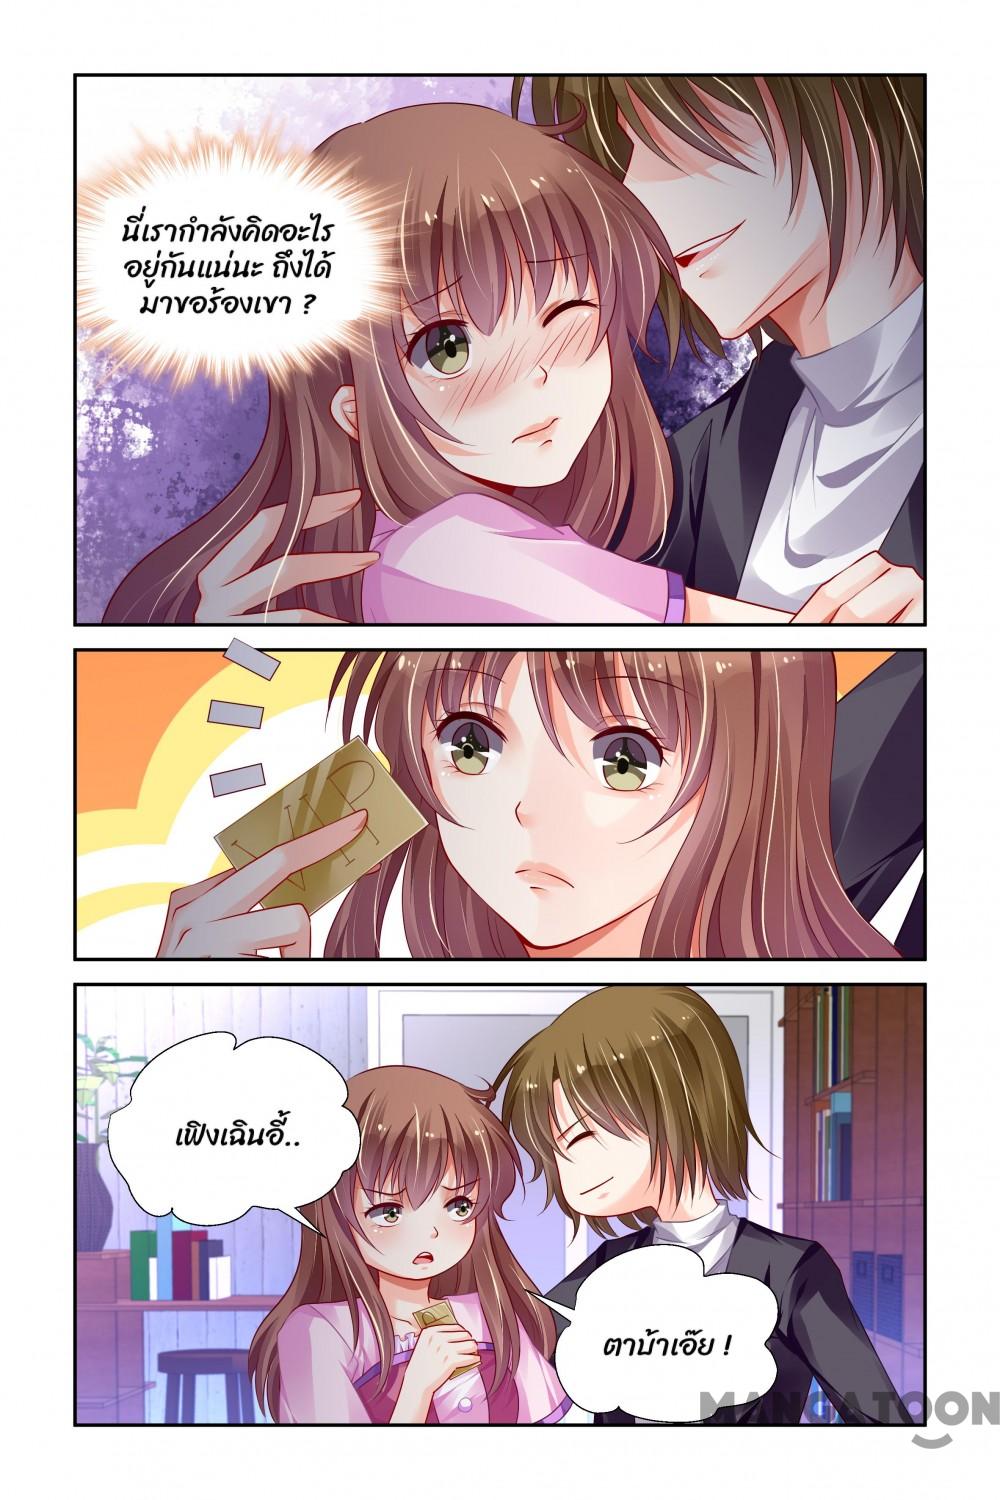 นี่เรากำลังคิดอะไร
อยู่กันแน่นะ ถึงได้
มาขอร้องเขา ?
VIP
เฟิงเฉินอี้..
ตาบ้าเอ๊ย !
MANGATOON